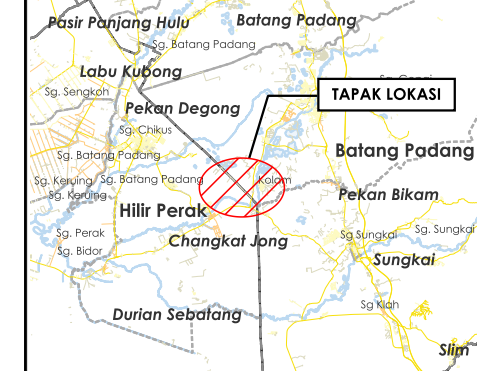 Pasir Panjang Hulu
Batang Padang
Sg. Batang Padang
Labu Kubong
Sg. Sengkoh
TAPAK LOKASI
Pekan Degong
Sg. Chikus
Sg. Batang Padang
Batang Padang
Sg. Keruing
Sg. Batang Padang
Kolam
Sg. Keruing
Pekan Bikam
Hilir Perak
Sg. Perak
Changkat Jong
Sg Sungkai
Sg. Sungkai
Sg. Bidor
Sungkai
Sg Klah
Durian Sebatang
Slim